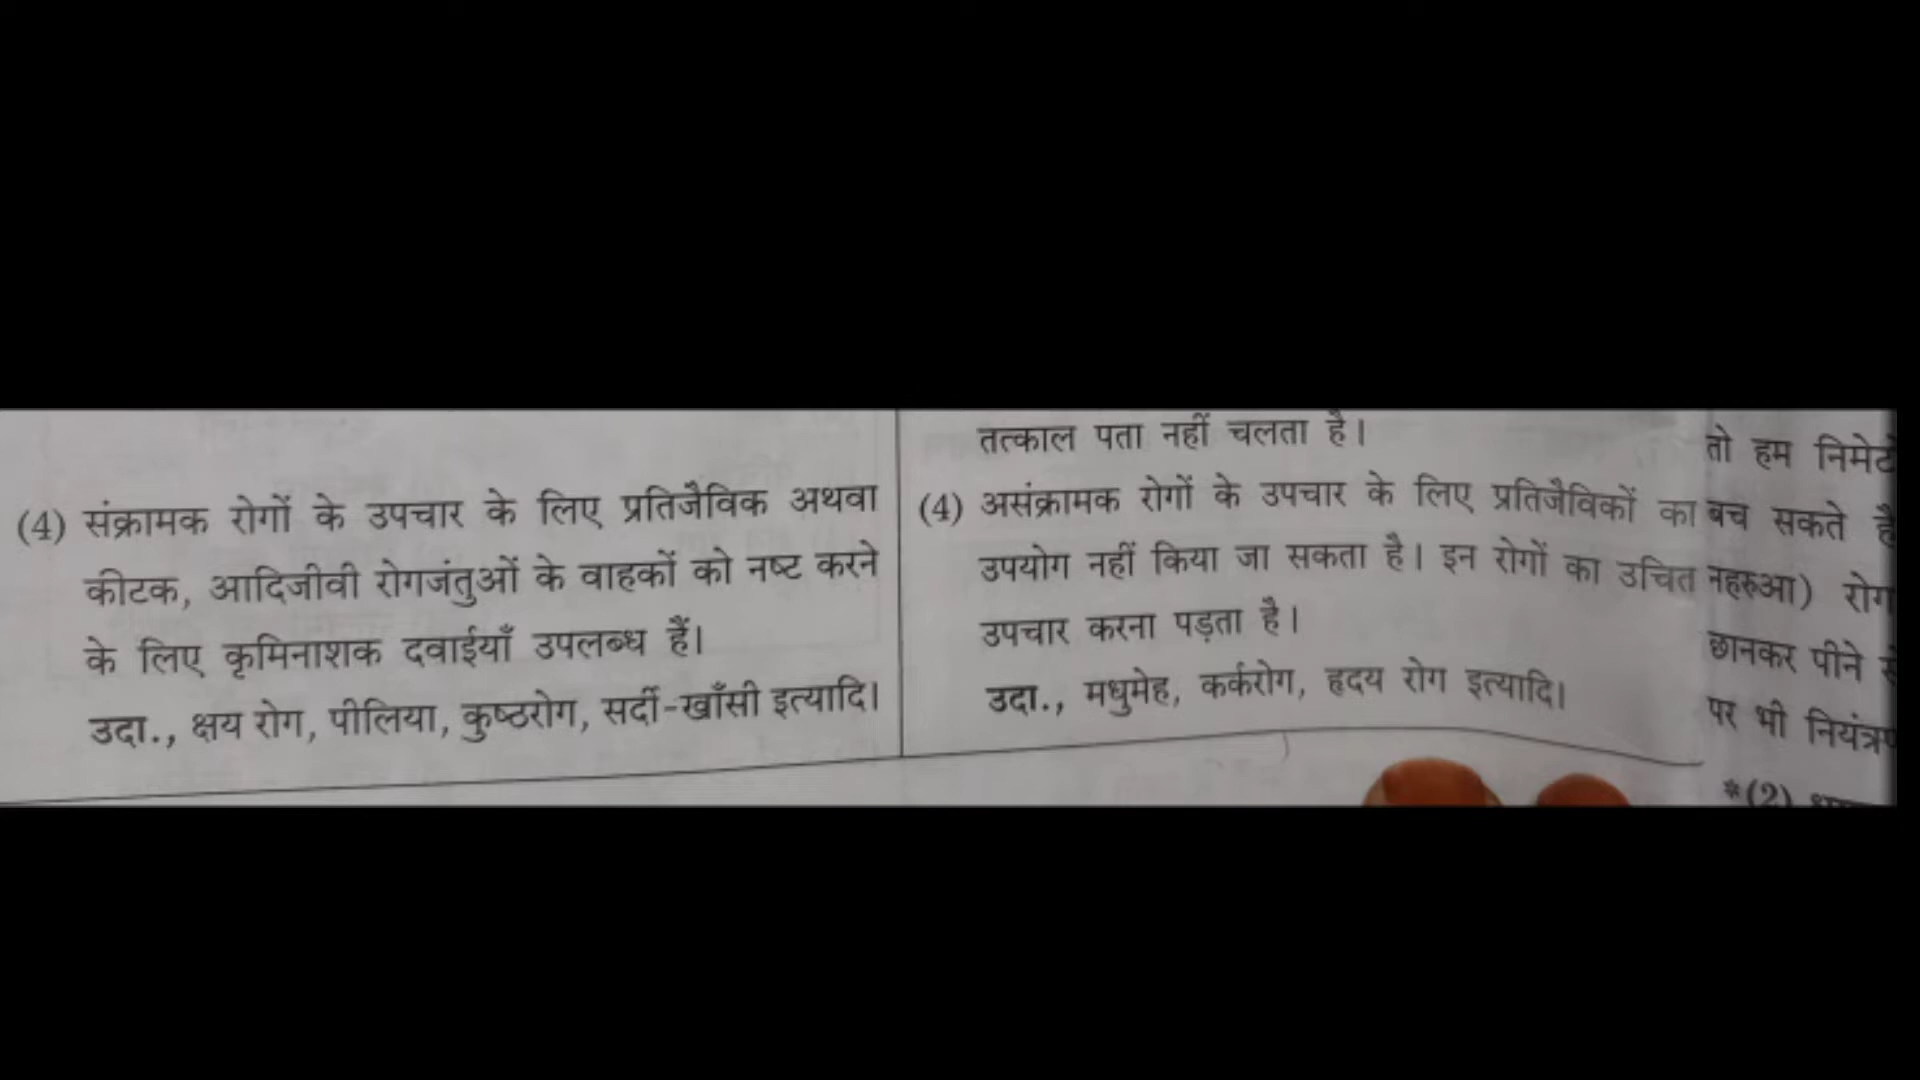 (4) संक्रामक रोगों के उपचार के लिए प्रतिजैविक अथवा
कीटक, आदिजीवी रोगजंतुओं के वाहकों को नष्ट करने
के लिए कृमिनाशक दवाईयाँ उपलब्ध हैं।
उदा., क्षय रोग, पीलिया, कुष्ठरोग, सर्दी-खाँसी इत्यादि।
तत्काल पता नहीं चलता है।
(4) असंक्रामक रोगों के उपचार के लिए प्रतिजैविकों का
उपयोग नहीं किया जा सकता है। इन रोगों का उचित
उपचार करना पड़ता है।
उदा., मधुमेह, कर्करोग, हृदय रोग इत्यादि।
तो हम
बच सकते
नहरुआ) रोग
छानकर पीने
पर भी
*(2)